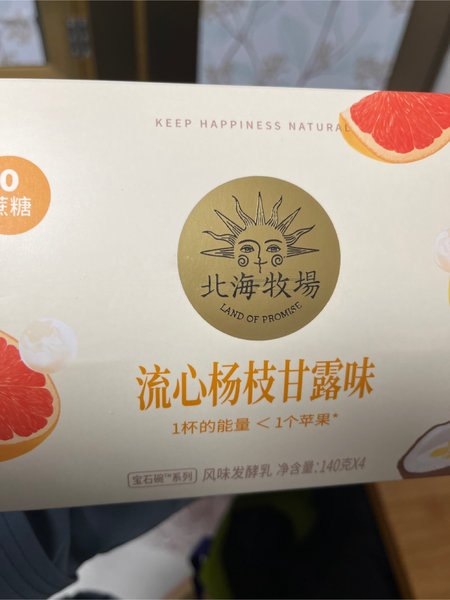 KEEP HAPPINESS NATURAL
0
蔗糖
北海牧場
LAND OF PROMISE
流心杨枝甘露味
1杯的能量 < 1个苹果*
宝石碗™系列 风味发酵乳 净含量:140克X4